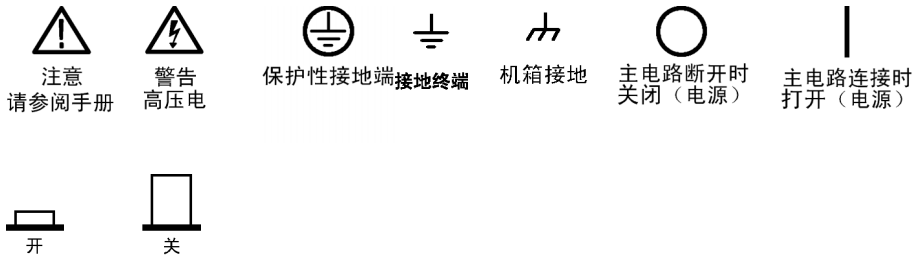 注意
请参阅手册
警告
高压电
保护性接地端
接地终端
机箱接地
主电路断开时
关闭（电源）
主电路连接时
打开（电源）
开
关